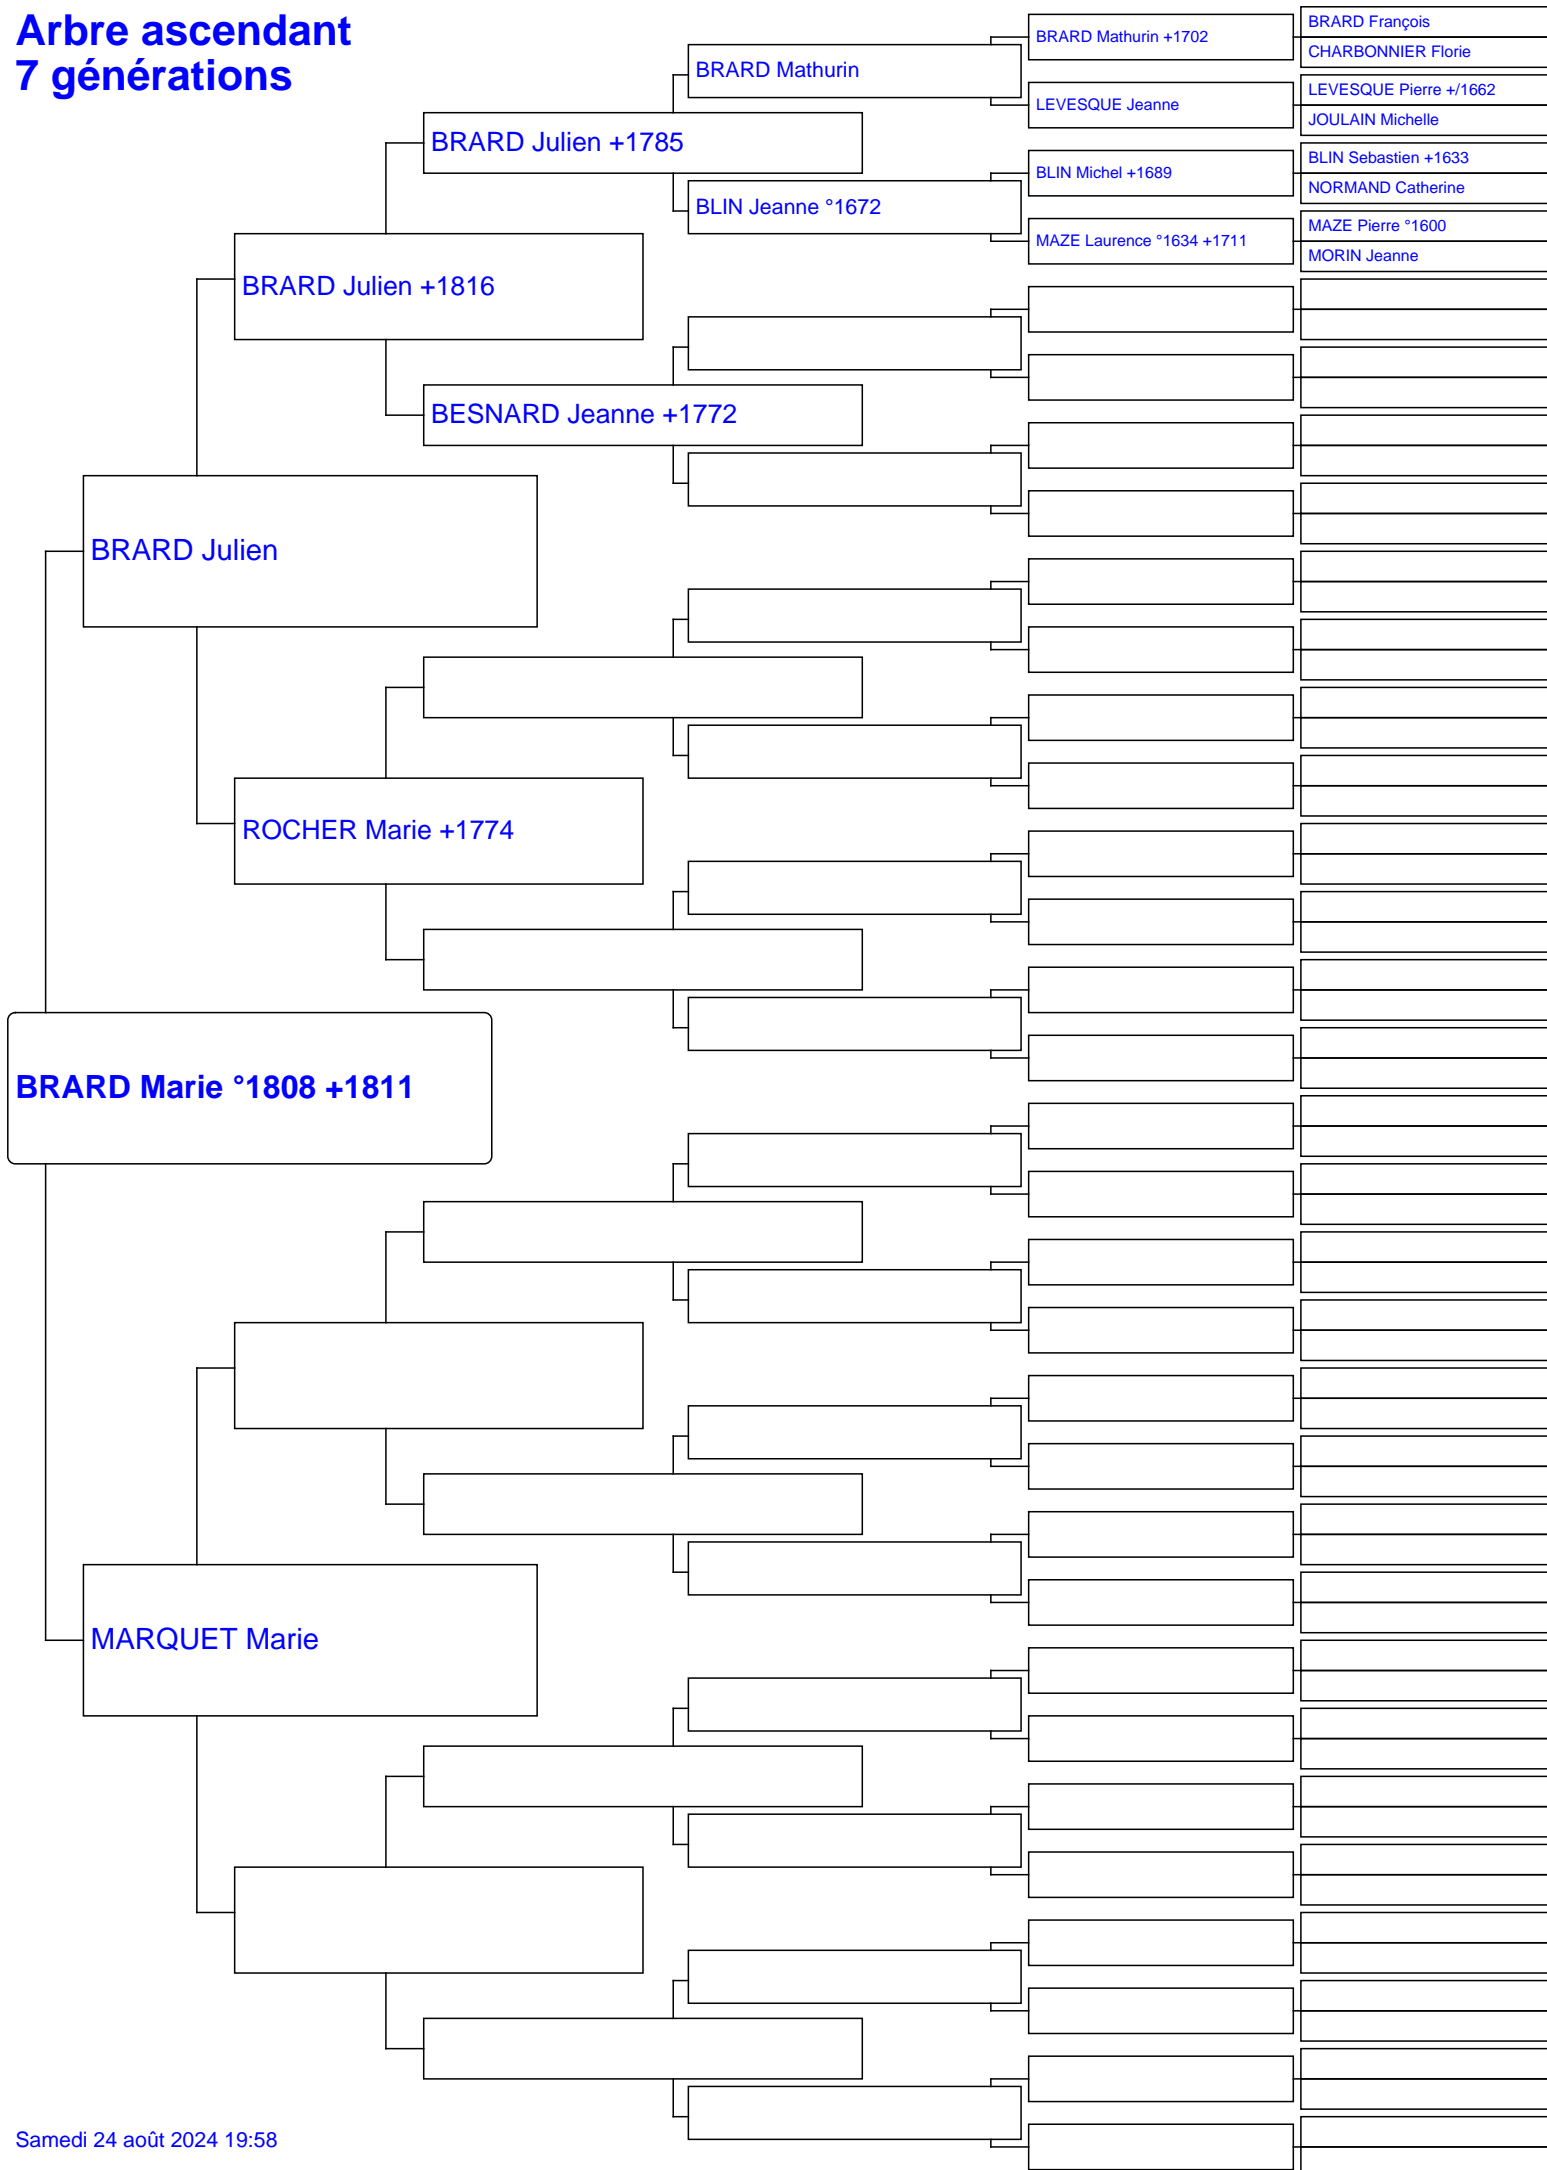 Arbre ascendant
7 générations
BRARD François
CHARBONNIER Florie
BRARD Mathurin +1702
LEVESQUE Pierre +/1662
JOULAIN Michelle
LEVESQUE Jeanne
BRARD Mathurin
BLIN Sebastien +1633
NORMAND Catherine
BLIN Michel +1689
MAZE Pierre °1600
MORIN Jeanne
MAZE Laurence °1634 +1711
BLIN Jeanne °1672
BRARD Julien +1785
BRARD Julien +1816
BESNARD Jeanne +1772
BRARD Julien
ROCHER Marie +1774
BRARD Marie °1808 +1811
MARQUET Marie
Samedi 24 août 2024 19:58